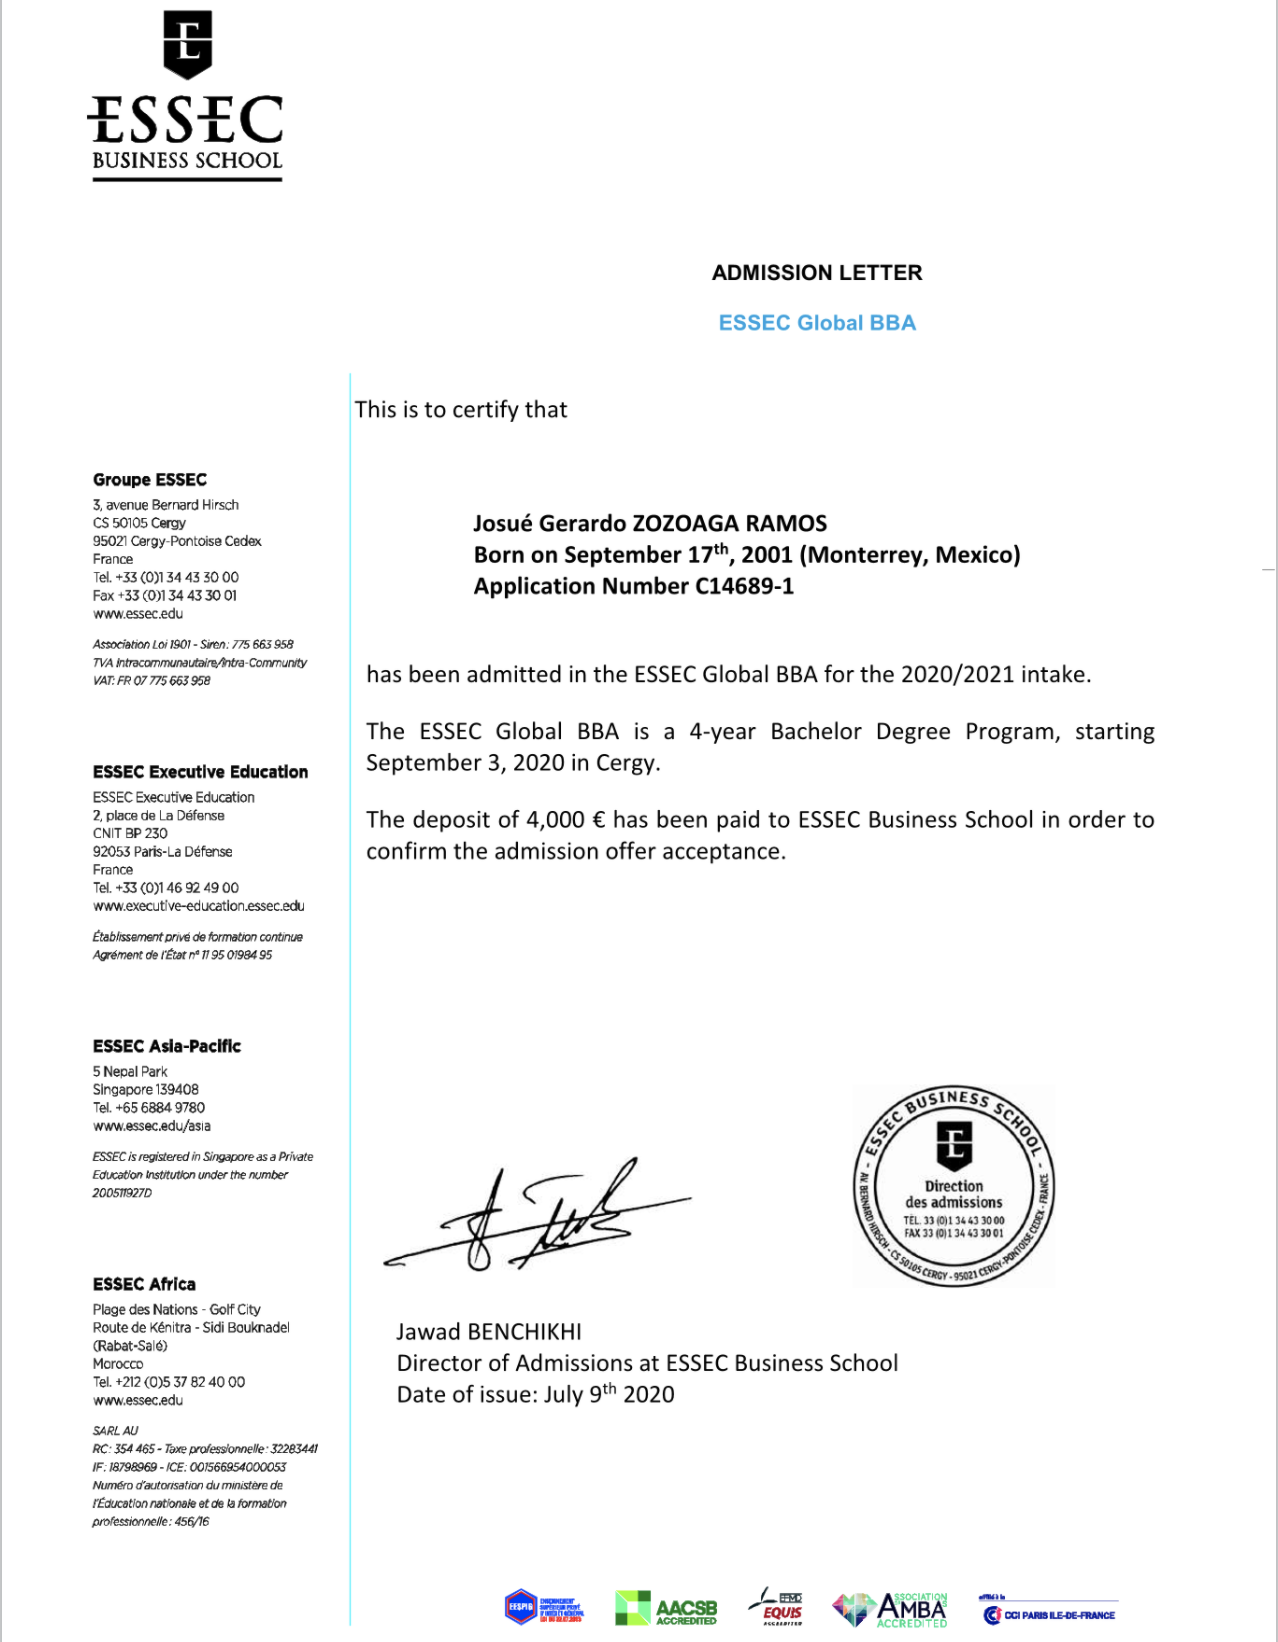 E
ESSEC
BUSINESS SCHOOL
ADMISSION LETTER
ESSEC Global BBA
This is to certify that
Josué Gerardo ZOZOAGA RAMOS
Born on September 17th, 2001 (Monterrey, Mexico)
Application Number C14689-1
has been admitted in the ESSEC Global BBA for the 2020/2021 intake.
The ESSEC Global BBA is a 4-year Bachelor Degree Program, starting
September 3, 2020 in Cergy.
The deposit of 4,000 € has been paid to ESSEC Business School in order to
confirm the admission offer acceptance.
Groupe ESSEC
3, avenue Bernard Hirsch
CS 50105 Cergy
95021 Cergy-Pontoise Cedex
France
Tel. +33 (0)1 34 43 30 00
Fax +33 (0)1 34 43 30 01
www.essec.edu
Association Loi 1901 - Siren : 775 663 958
TVA Intracommunautaire/Intra-Community
VAT: FR 07 775 663 958
ESSEC Executive Education
ESSEC Executive Education
2, place de La Défense
CNIT BP 230
92053 Paris-La Défense
France
Tel. +33 (0)1 46 92 49 00
www.executive-education.essec.edu
Établissement privé de formation continue
Agrément de l'État n° 11 95 01984 95
ESSEC Asia-Pacific
5 Nepal Park
Singapore 139408
Tel. +65 6884 9780
www.essec.edu/asia
ESSEC is registered in Singapore as a Private
Education Institution under the number
200511927D
ESSEC Africa
Plage des Nations - Golf City
Route de Kénitra - Sidi Bouknadel
(Rabat-Salé)
Morocco
Tel. +212 (0)5 37 82 40 00
www.essec.edu
SARL AU
RC : 354 465 - Taxe professionnelle : 32283441
IF : 18798969 - ICE: 001566954000053
Numéro d'autorisation du ministère de
l'Éducation nationale et de la formation
professionnelle : 456/16
- ESSEC BUSINESS SCHOOL -
E
Direction
des admissions
TÉL. 33 (0)1 34 43 30 00
FAX 33 (0)1 34 43 30 01
AV. BERNARD HIRSCH - CS 50105 CERGY - 95021 CERGY-PONTOISE CEDEX - FRANCE
Jawad BENCHIKHI
Director of Admissions at ESSEC Business School
Date of issue: July 9th 2020
EESPIG
AACSB
ACCREDITED
EFMD
EQUIS
ACCREDITED
ASSOCIATION
AMBA
ACCREDITED
CCI PARIS ILE-DE-FRANCE